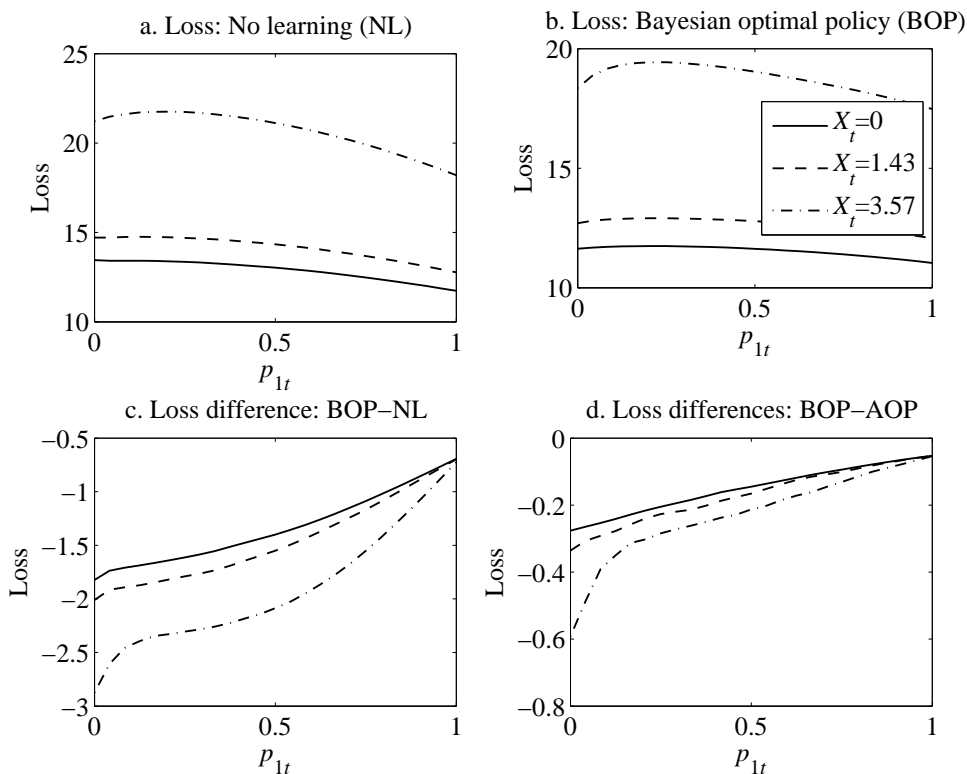 a. Loss: No learning (NL)
25
20
15
10
Loss
0
0.5
1
p1t
b. Loss: Bayesian optimal policy (BOP)
20
15
10
Loss
Xt=0
Xt=1.43
Xt=3.57
0
0.5
1
p1t
c. Loss difference: BOP−NL
−0.5
−1
−1.5
−2
−2.5
−3
Loss
0
0.5
1
p1t
d. Loss differences: BOP−AOP
0
−0.2
−0.4
−0.6
−0.8
Loss
0
0.5
1
p1t